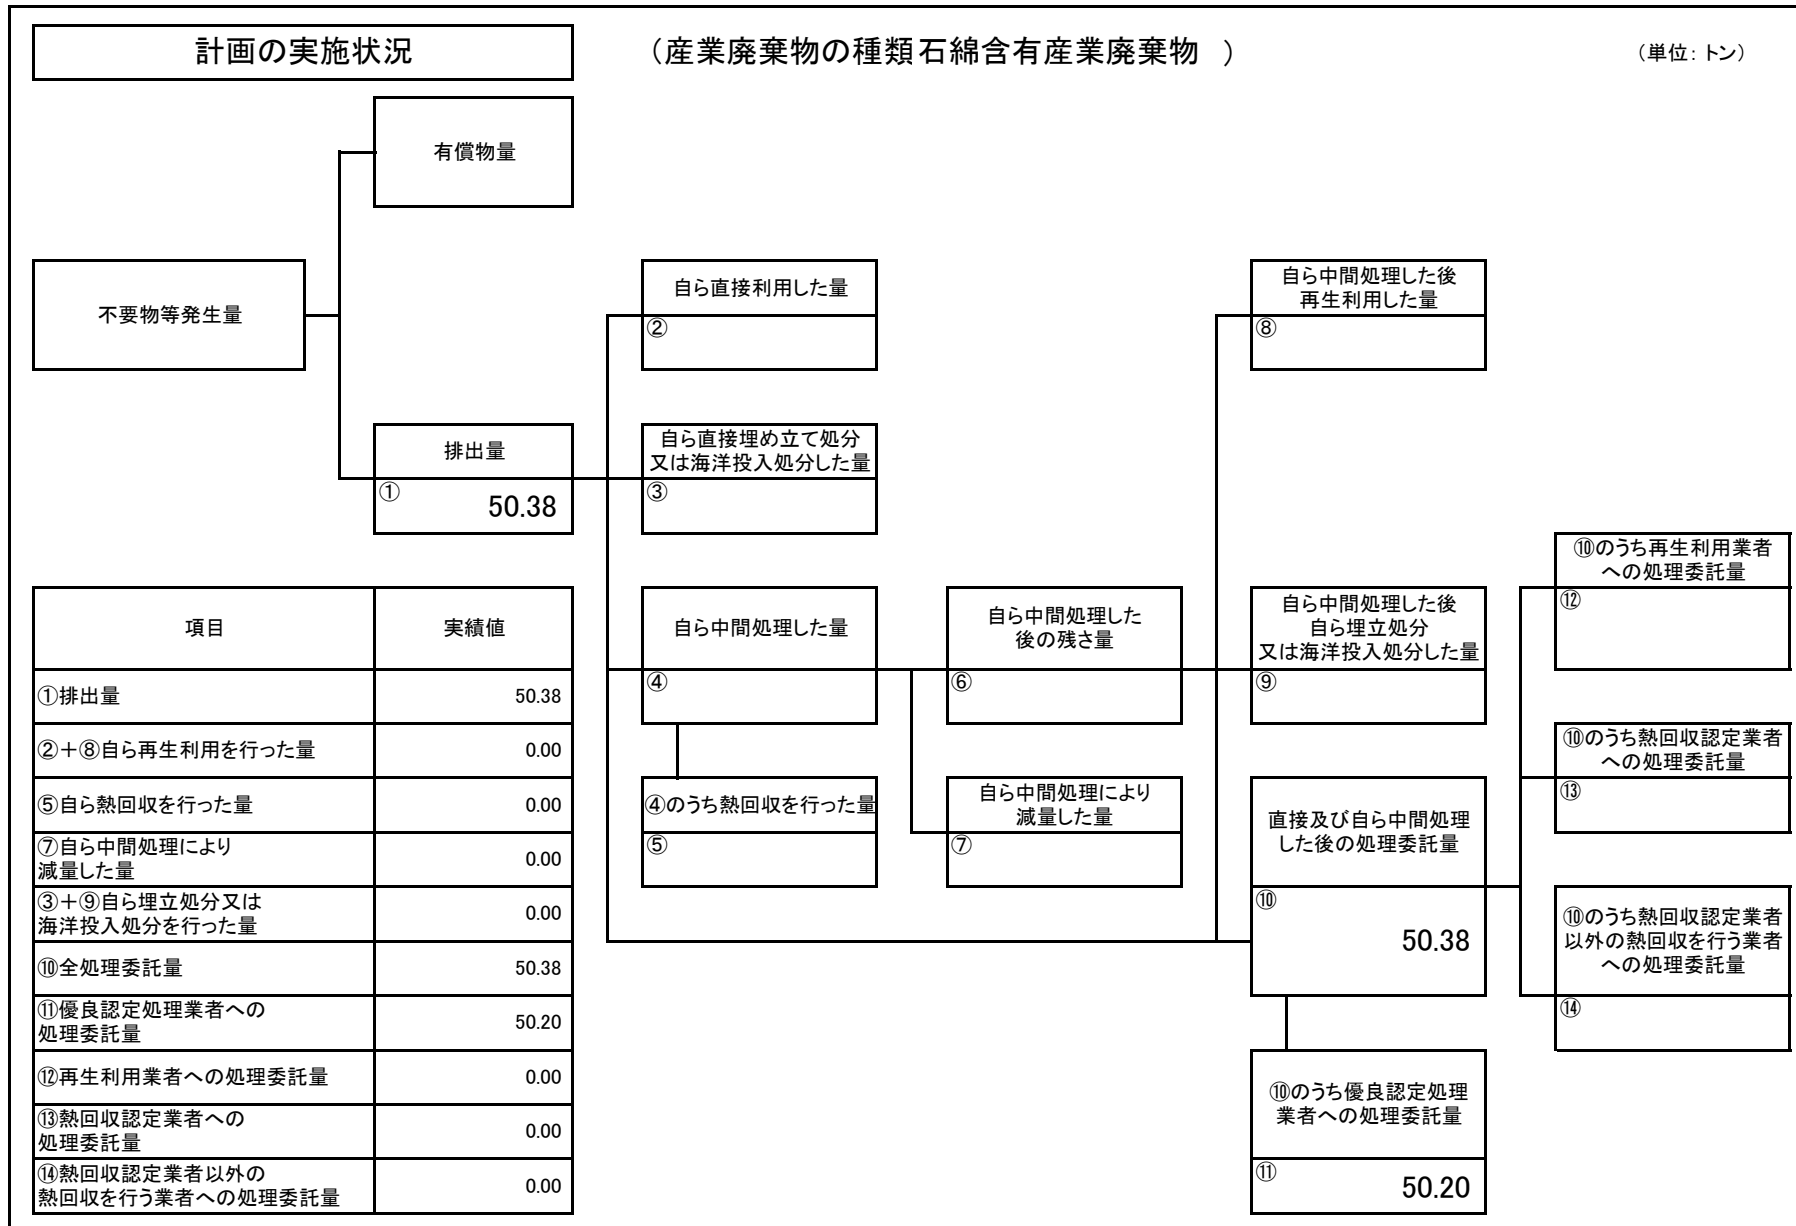 計画の実施状況
（産業廃棄物の種類石綿含有産業廃棄物　）
（単位：トン）
有償物量
不要物等発生量
自ら直接利用した量
②
自ら中間処理した後
再生利用した量
⑧
排出量
①
50.38
自ら直接埋め立て処分
又は海洋投入処分した量
③
⑩のうち再生利用業者
への処理委託量
⑫
自ら中間処理した量
④
自ら中間処理した
後の残さ量
⑥
自ら中間処理した後
自ら埋立処分
又は海洋投入処分した量
⑨
⑩のうち熱回収認定業者
への処理委託量
⑬
④のうち熱回収を行った量
⑤
自ら中間処理により
減量した量
⑦
直接及び自ら中間処理
した後の処理委託量
⑩
50.38
⑩のうち熱回収認定業者
以外の熱回収を行う業者
への処理委託量
⑭
⑩のうち優良認定処理
業者への処理委託量
⑪
50.20
項目 実績値
①排出量 50.38
②＋⑧自ら再生利用を行った量 0.00
⑤自ら熱回収を行った量 0.00
⑦自ら中間処理により
減量した量 0.00
③＋⑨自ら埋立処分又は
海洋投入処分を行った量 0.00
⑩全処理委託量 50.38
⑪優良認定処理業者への
処理委託量 50.20
⑫再生利用業者への処理委託量 0.00
⑬熱回収認定業者への
処理委託量 0.00
⑭熱回収認定業者以外の
熱回収を行う業者への処理委託量 0.00